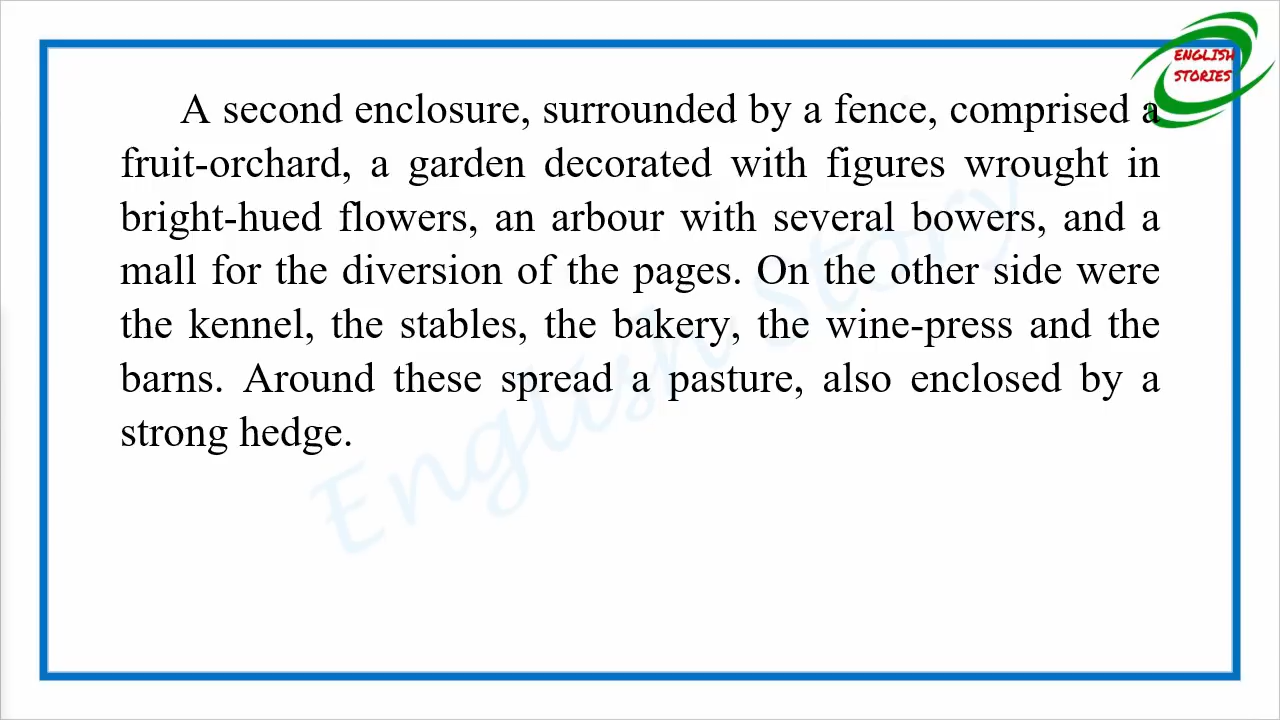 ENGLISH
STORIES
A second enclosure, surrounded by a fence, comprised a
fruit-orchard, a garden decorated with figures wrought in
bright-hued flowers, an arbour with several bowers, and a
mall for the diversion of the pages. On the other side were
the kennel, the stables, the bakery, the wine-press and the
barns. Around these spread a pasture, also enclosed by a
strong hedge.
English Story